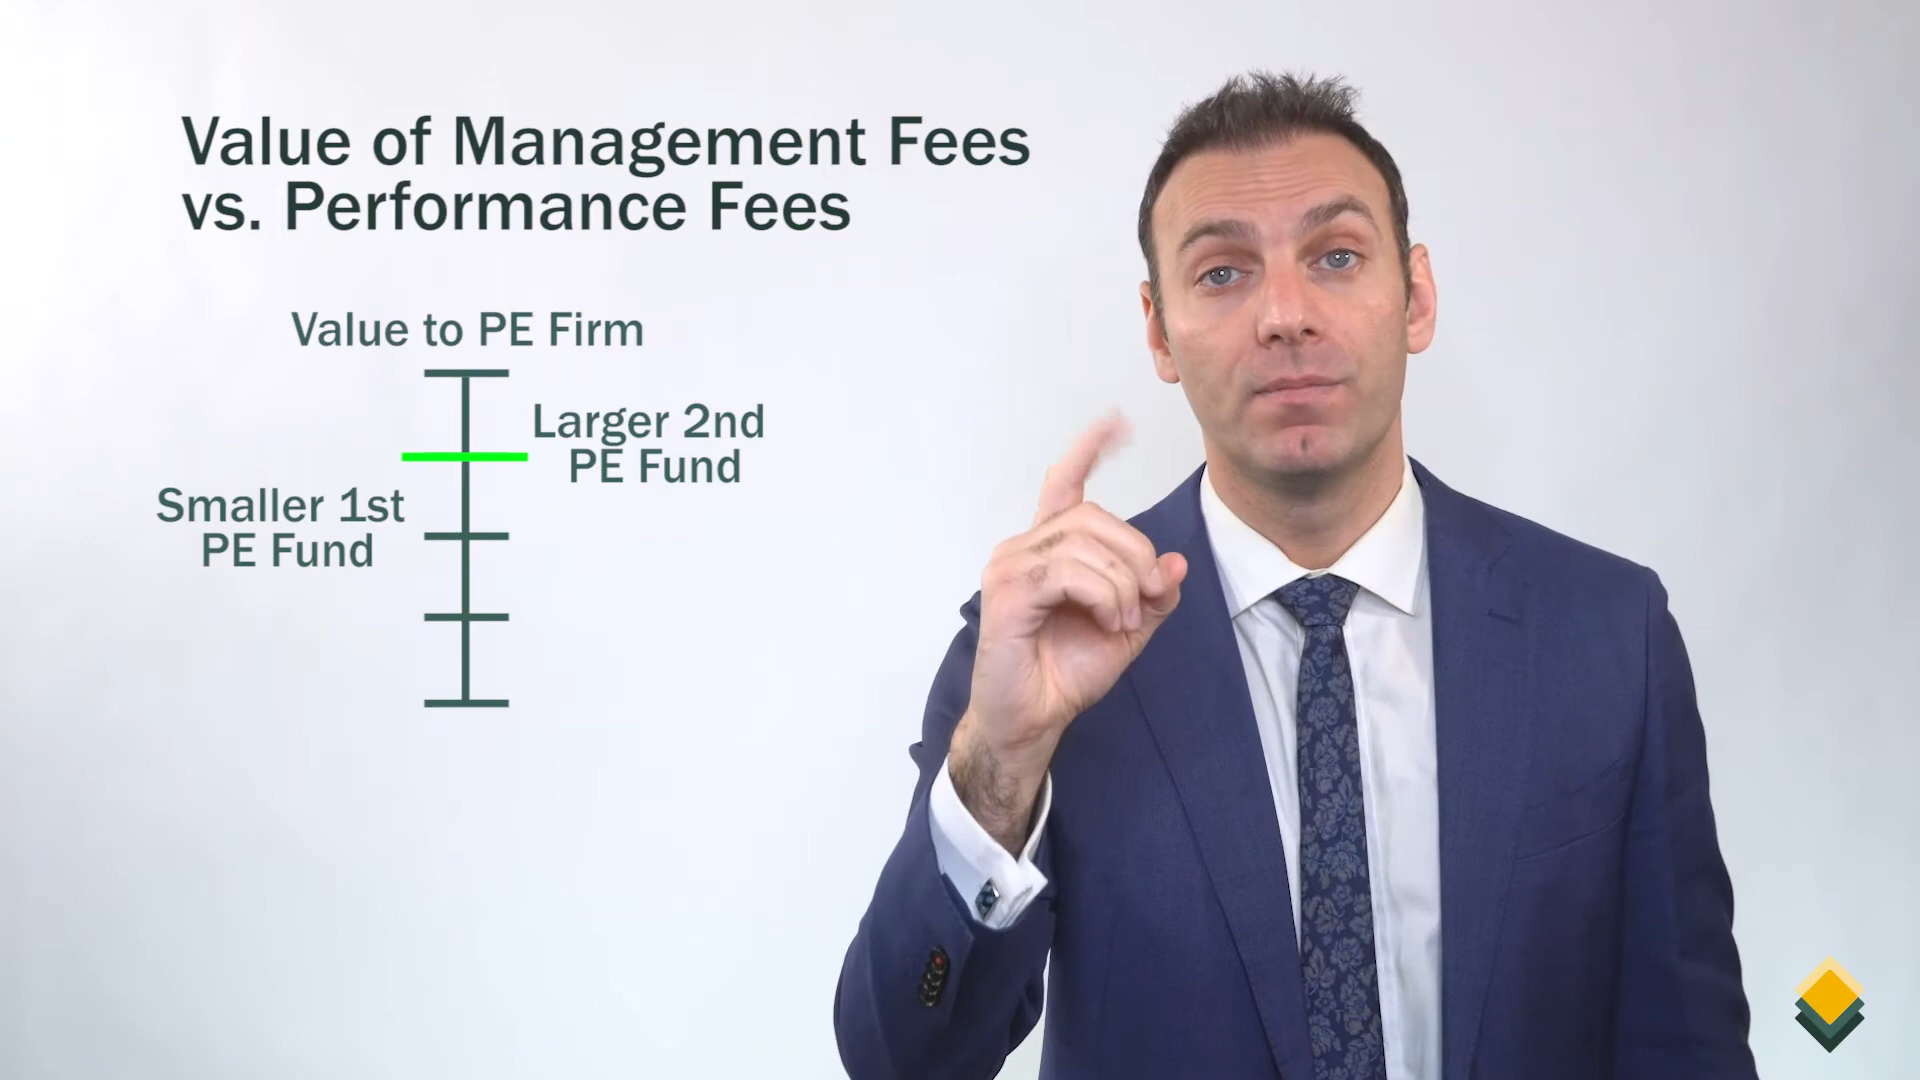 Value of Management Fees
vs. Performance Fees
Value to PE Firm
Larger 2nd
PE Fund
Smaller 1st
PE Fund